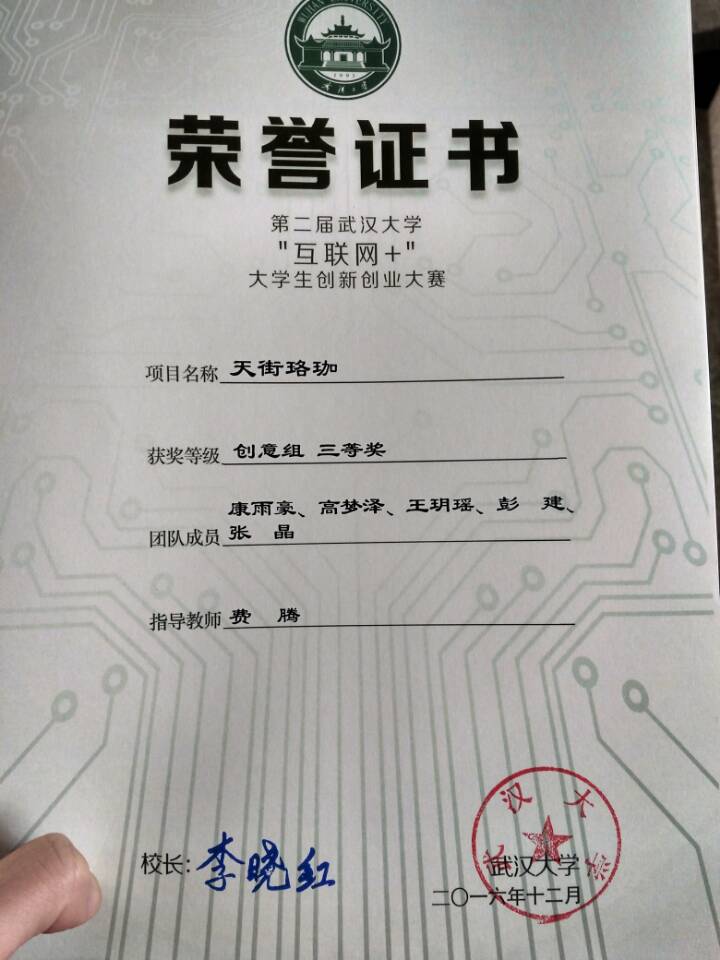 WUHAN UNIVERSITY
1893
武汉大学
荣誉证书
第二届武汉大学
"互联网+"
大学生创新创业大赛
项目名称 天街珞珈
获奖等级 创意组 三等奖
康雨豪、高梦泽、王玥瑶、彭 建、
团队成员 张 晶
指导教师 费 腾
校长: 李晓红
武汉大学
武汉大学
二〇一六年十二月